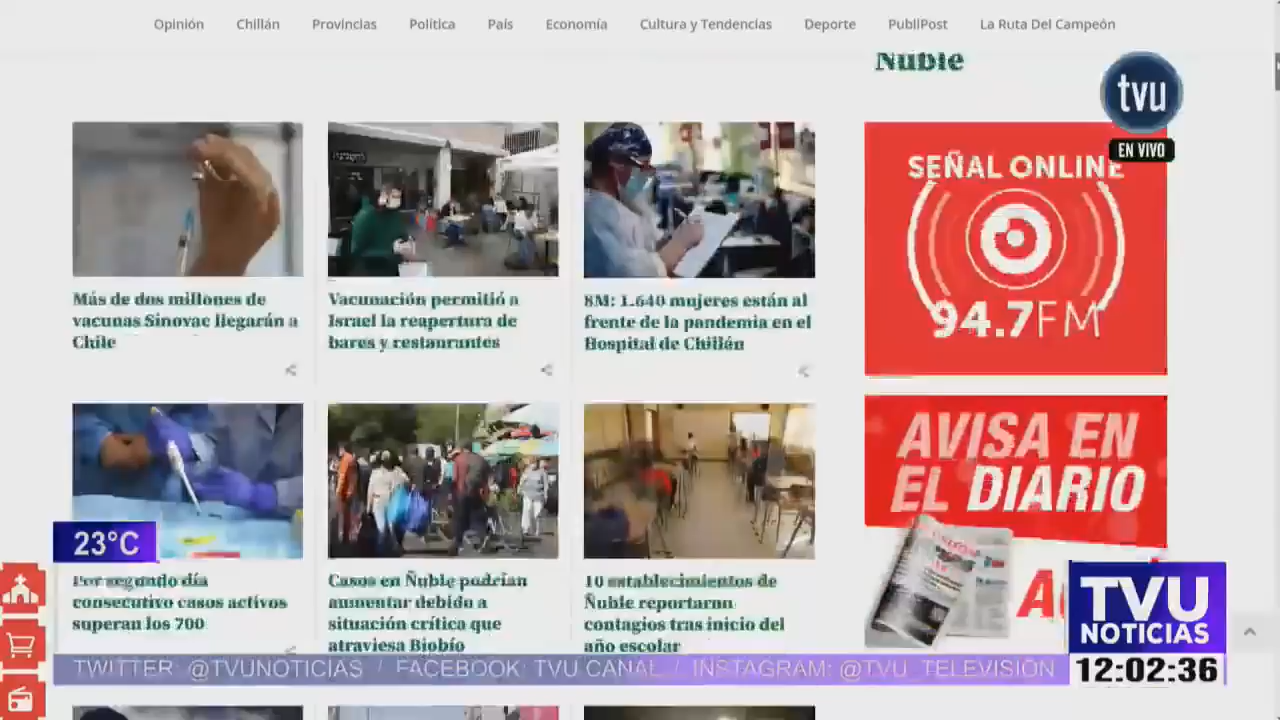 Opinión Chillán Provincias Política País Economía Cultura y Tendencias Deporte PubliPost La Ruta Del Campeón
Ñuble
tvu
EN VIVO
Más de dos millones de
vacunas Sinovac llegarán a
Chile
Vacunación permitió a
Israel la reapertura de
bares y restaurantes
8M: 1.640 mujeres están al
frente de la pandemia en el
Hospital de Chillán
SEÑAL ONLINE
94.7FM
AVISA EN
EL DIARIO
23°C
Por segundo día
consecutivo casos activos
superan los 700
Casos en Ñuble podrían
aumentar debido a
situación crítica que
atraviesa Biobío
10 establecimientos de
Ñuble reportaron
contagios tras inicio del
año escolar
TVU
NOTICIAS
12:02:36
TWITTER: @TVUNOTICIAS / FACEBOOK: TVU CANAL / INSTAGRAM: @TVU_TELEVISIÓN